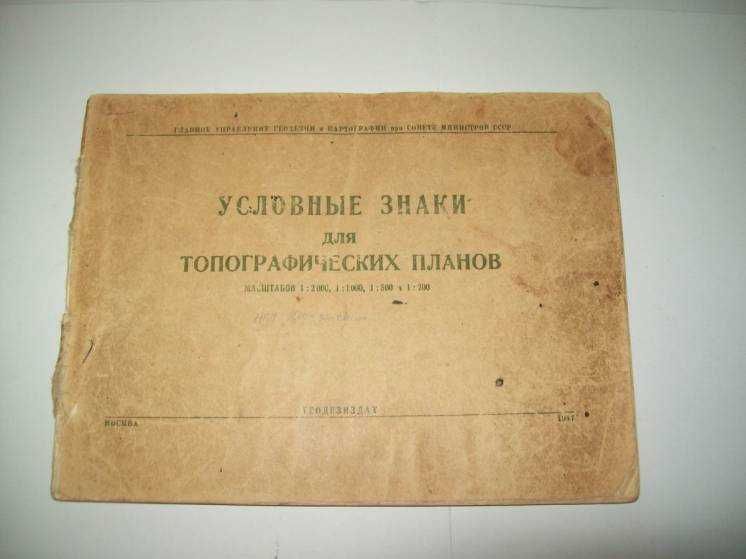 ГЛАВНОЕ УПРАВЛЕНИЕ ГЕОДЕЗИИ и КАРТОГРАФИИ при СОВЕТЕ МИНИСТРОВ СССР
УСЛОВНЫЕ ЗНАКИ
ДЛЯ
ТОПОГРАФИЧЕСКИХ ПЛАНОВ
МАСШТАБОВ 1:2000, 1:1000, 1:500 и 1:200
ГЕОДЕЗИЗДАТ
МОСКВА 1947